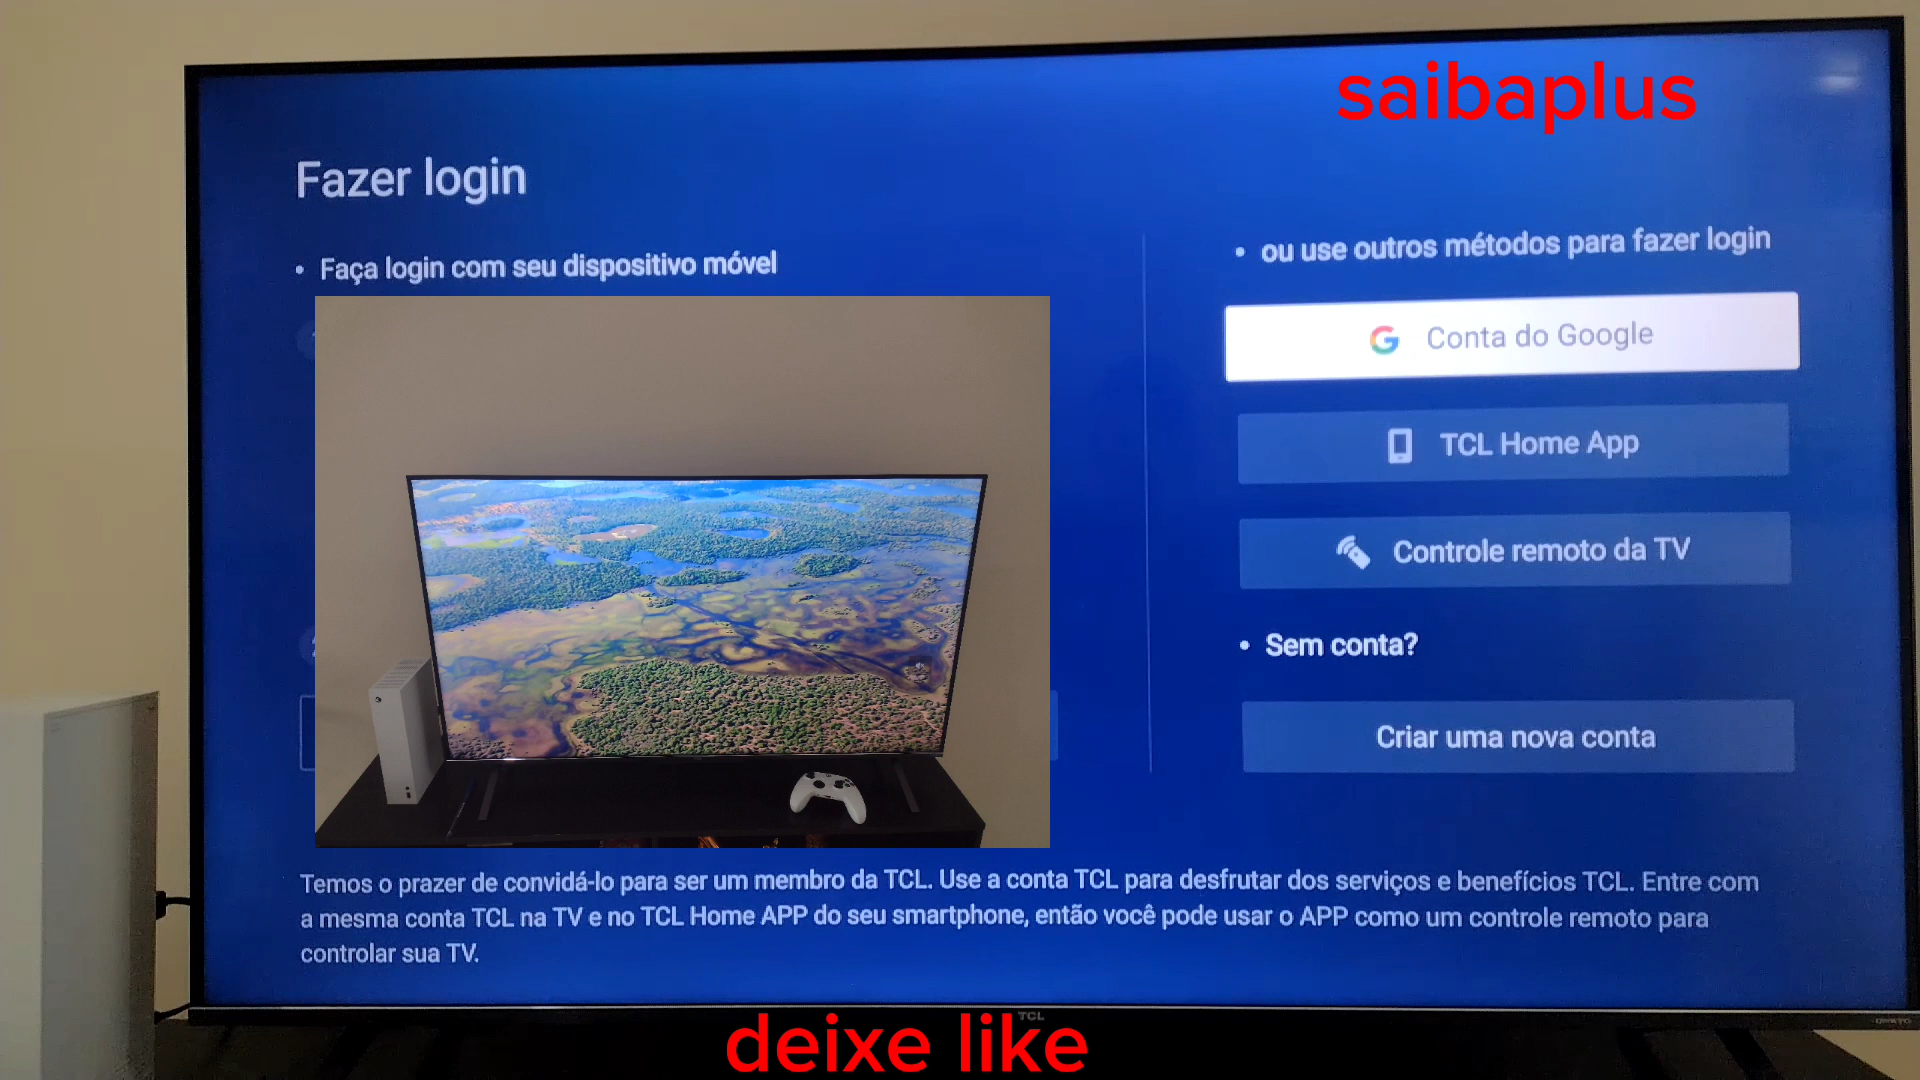 saibaplus
Fazer login
• Faça login com seu dispositivo móvel
• ou use outros métodos para fazer login
Conta do Google
TCL Home App
Controle remoto da TV
• Sem conta?
Criar uma nova conta
Temos o prazer de convidá-lo para ser um membro da TCL. Use a conta TCL para desfrutar dos serviços e benefícios TCL. Entre com
a mesma conta TCL na TV e no TCL Home APP do seu smartphone, então você pode usar o APP como um controle remoto para
controlar sua TV.
TCL
deixe like